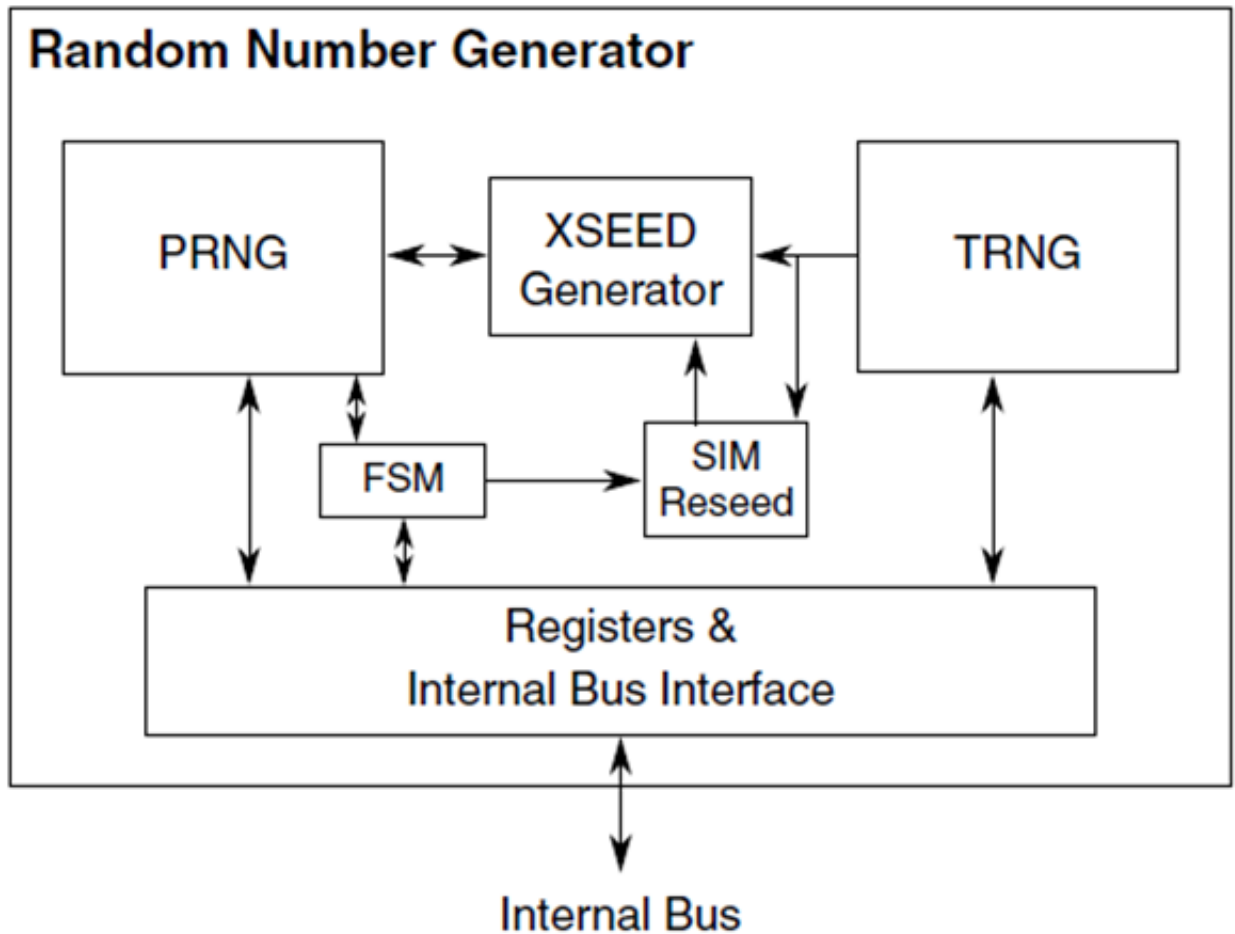 Random Number Generator
PRNG
XSEED
Generator
TRNG
FSM
SIM
Reseed
Registers &
Internal Bus Interface
Internal Bus